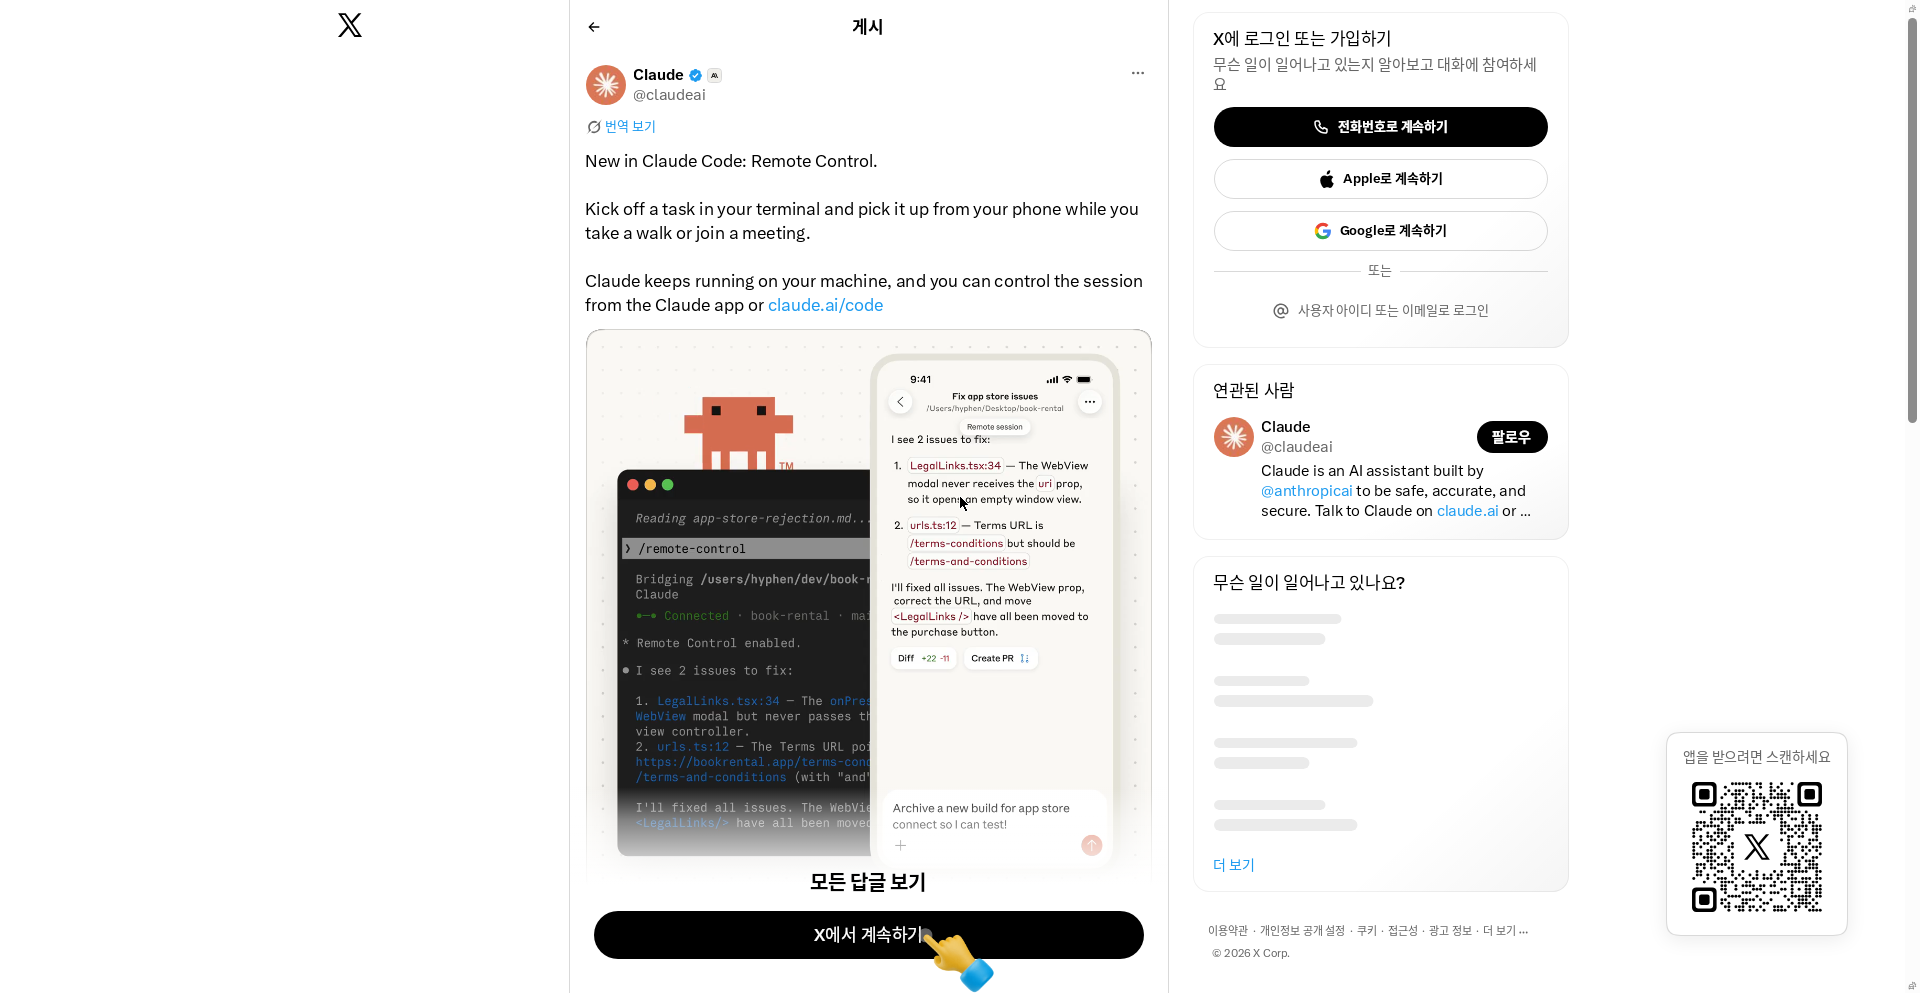 게시
Claude
@claudeai
번역 보기
New in Claude Code: Remote Control.
Kick off a task in your terminal and pick it up from your phone while you
take a walk or join a meeting.
Claude keeps running on your machine, and you can control the session
from the Claude app or claude.ai/code
TM
Reading app-store-rejection.md...
❯ /remote-control
Bridging /users/hyphen/dev/book-r
Claude
Connected · book-rental · mai
* Remote Control enabled.
● I see 2 issues to fix:
1. LegalLinks.tsx:34 — The onPres
WebView modal but never passes th
view controller.
2. urls.ts:12 — The Terms URL poi
https://bookrental.app/terms-cond
/terms-and-conditions (with "and"
I'll fixed all issues. The WebVie
<LegalLinks/> have all been moved
9:41
Fix app store issues
/Users/hyphen/Desktop/book-rental
Remote session
I see 2 issues to fix:
1. LegalLinks.tsx:34 — The WebView
modal never receives the uri prop,
so it opens an empty window view.
2. urls.ts:12 — Terms URL is
/terms-conditions but should be
/terms-and-conditions
I'll fixed all issues. The WebView prop,
correct the URL, and move
<LegalLinks /> have all been moved to
the purchase button.
Diff +22 -11 Create PR
Archive a new build for app store
connect so I can test!
모든 답글 보기
X에서 계속하기
X에 로그인 또는 가입하기
무슨 일이 일어나고 있는지 알아보고 대화에 참여하세
요
전화번호로 계속하기
Apple로 계속하기
Google로 계속하기
또는
사용자 아이디 또는 이메일로 로그인
연관된 사람
Claude
@claudeai
팔로우
Claude is an AI assistant built by
@anthropicai to be safe, accurate, and
secure. Talk to Claude on claude.ai or ...
무슨 일이 일어나고 있나요?
더 보기
이용약관 · 개인정보 공개 설정 · 쿠키 · 접근성 · 광고 정보 · 더 보기 ...
© 2026 X Corp.
앱을 받으려면 스캔하세요